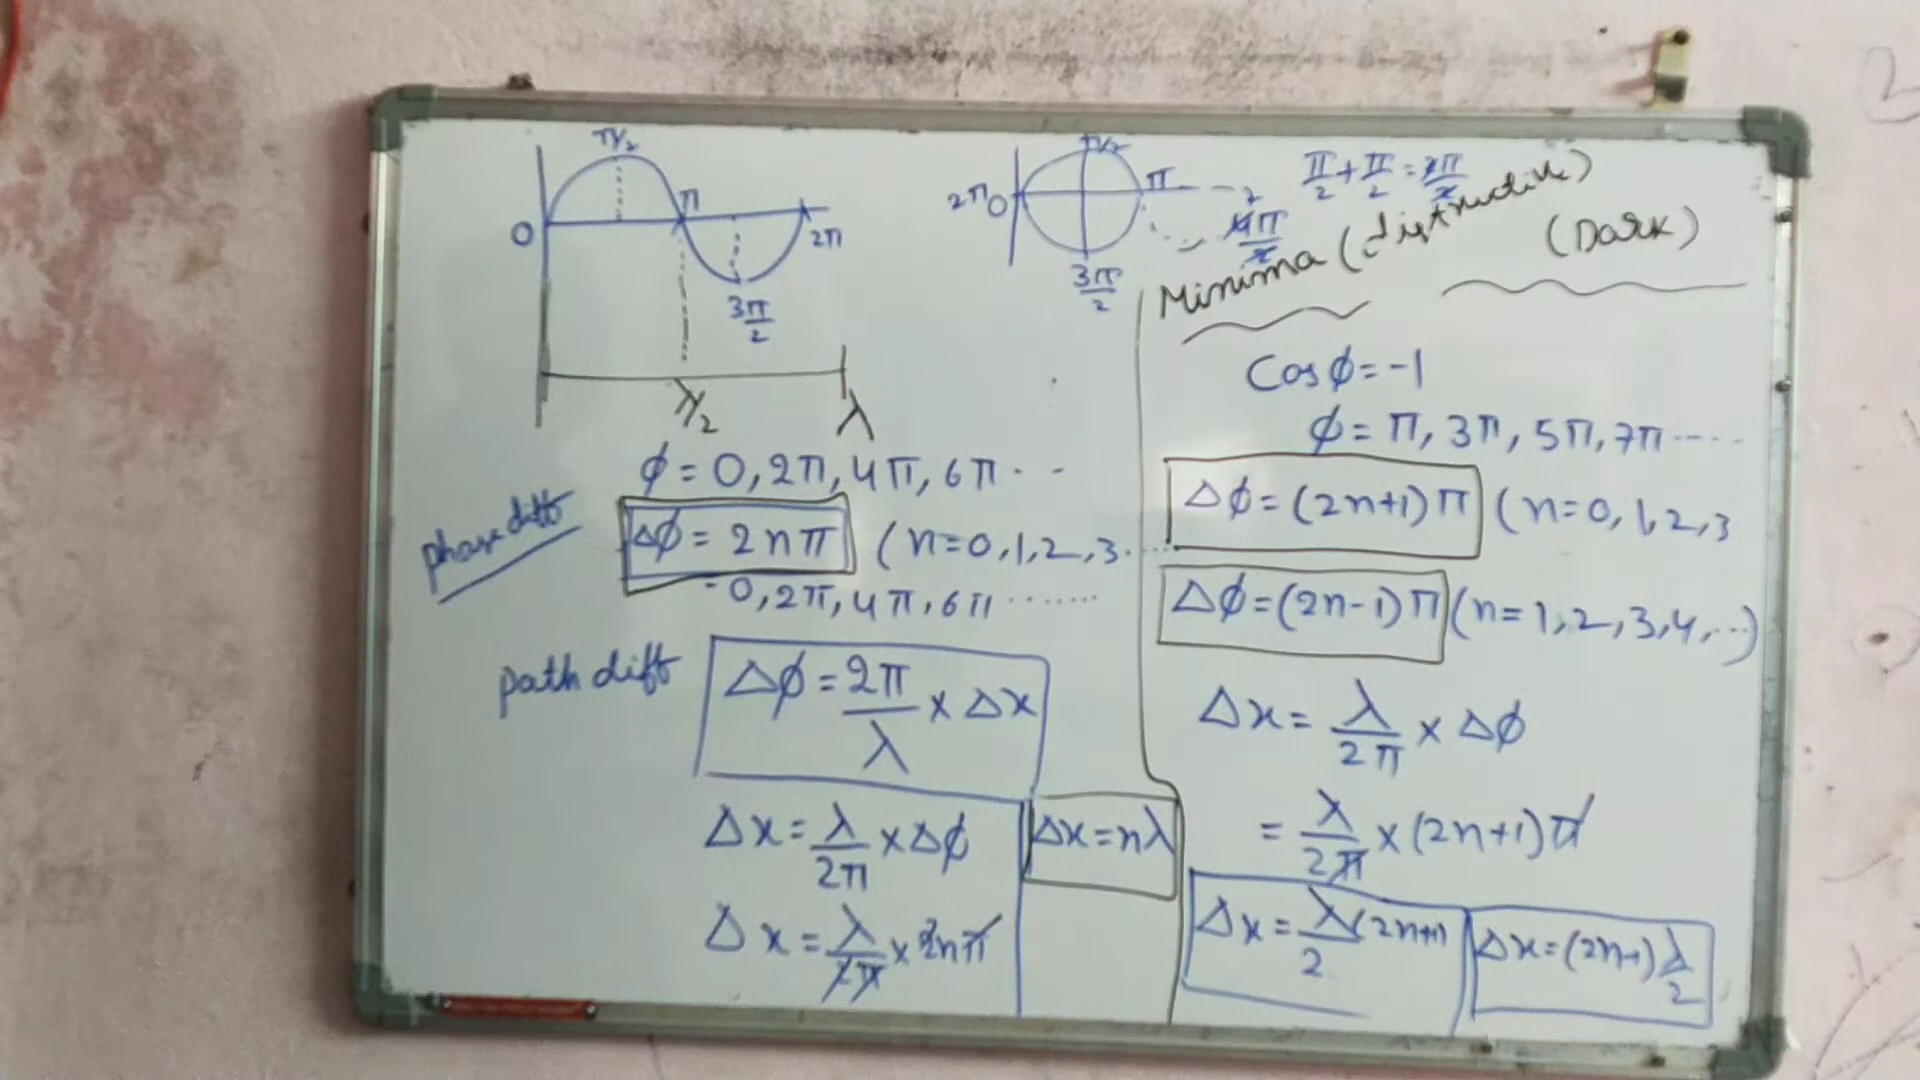 π/2
π
0
2π
3π/2
λ/2
λ
π/2
2π 0
π
3π/2
π/2 + π/2 = 2π/2
4π/2
φ = 0, 2π, 4π, 6π . . -
phase diff
Δφ = 2nπ (n=0,1,2,3.....
= 0, 2π, 4π, 6π ........
path diff
Δφ = 2π/λ × Δx
Δx = λ/2π × Δφ
Δx = nλ
Δx = λ/2π × 2nπ
Minima (distructive)
(Dark)
Cos φ = -1
φ = π, 3π, 5π, 7π .....
Δφ = (2n+1)π (n=0, 1, 2, 3
Δφ = (2n-1)π (n=1,2,3,4,...)
Δx = λ/2π × Δφ
= λ/2π × (2n+1)π
Δx = λ/2 (2n+1)
Δx = (2n-1) λ/2